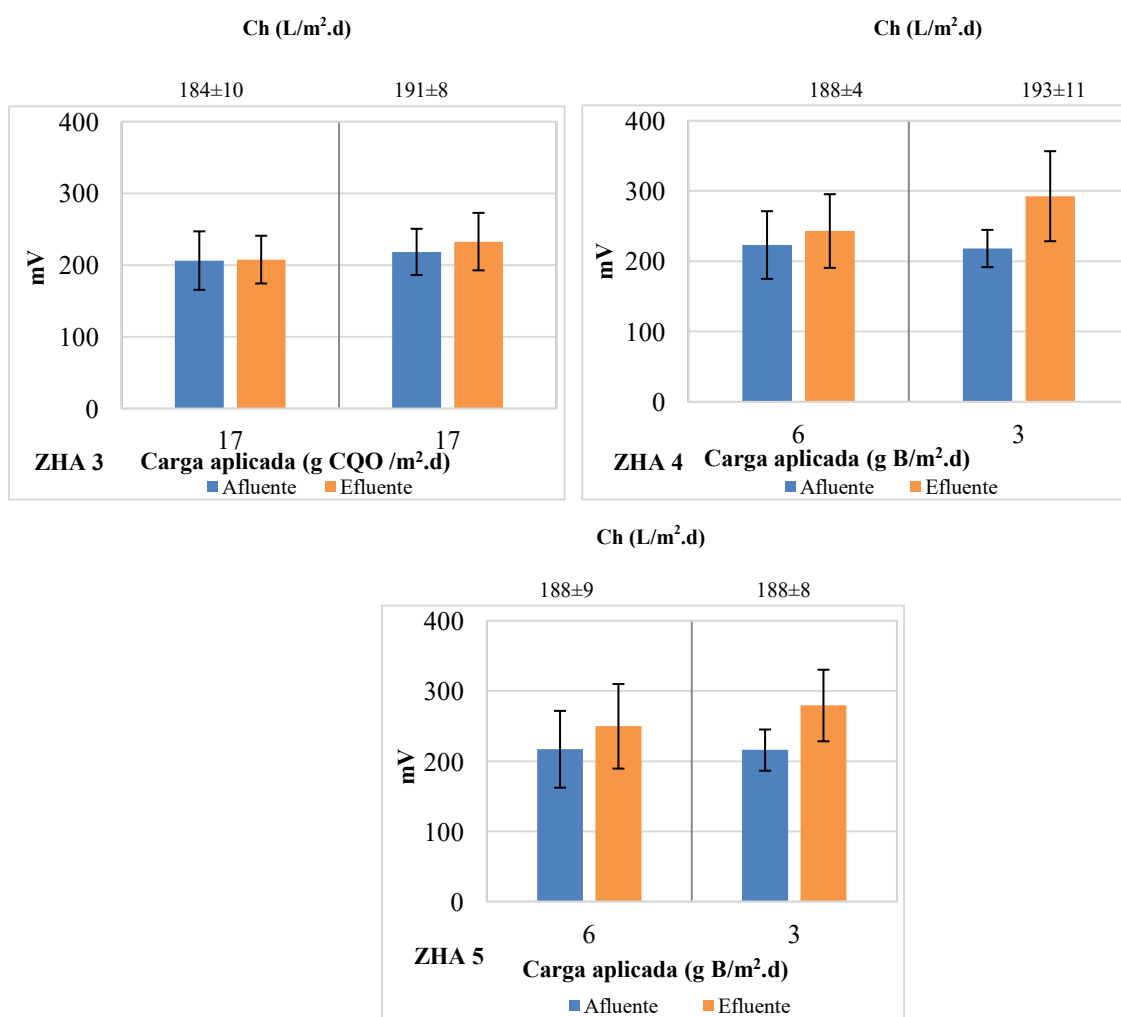 Ch (L/m².d)
184±10 191±8
400
300
200
100
0
mV
17 17
ZHA 3 Carga aplicada (g CQO /m².d)
Afluente Efluente
Ch (L/m².d)
188±4 193±11
400
300
200
100
0
mV
6 3
ZHA 4 Carga aplicada (g B/m².d)
Afluente Efluente
Ch (L/m².d)
188±9 188±8
400
300
200
100
0
mV
6 3
ZHA 5 Carga aplicada (g B/m².d)
Afluente Efluente